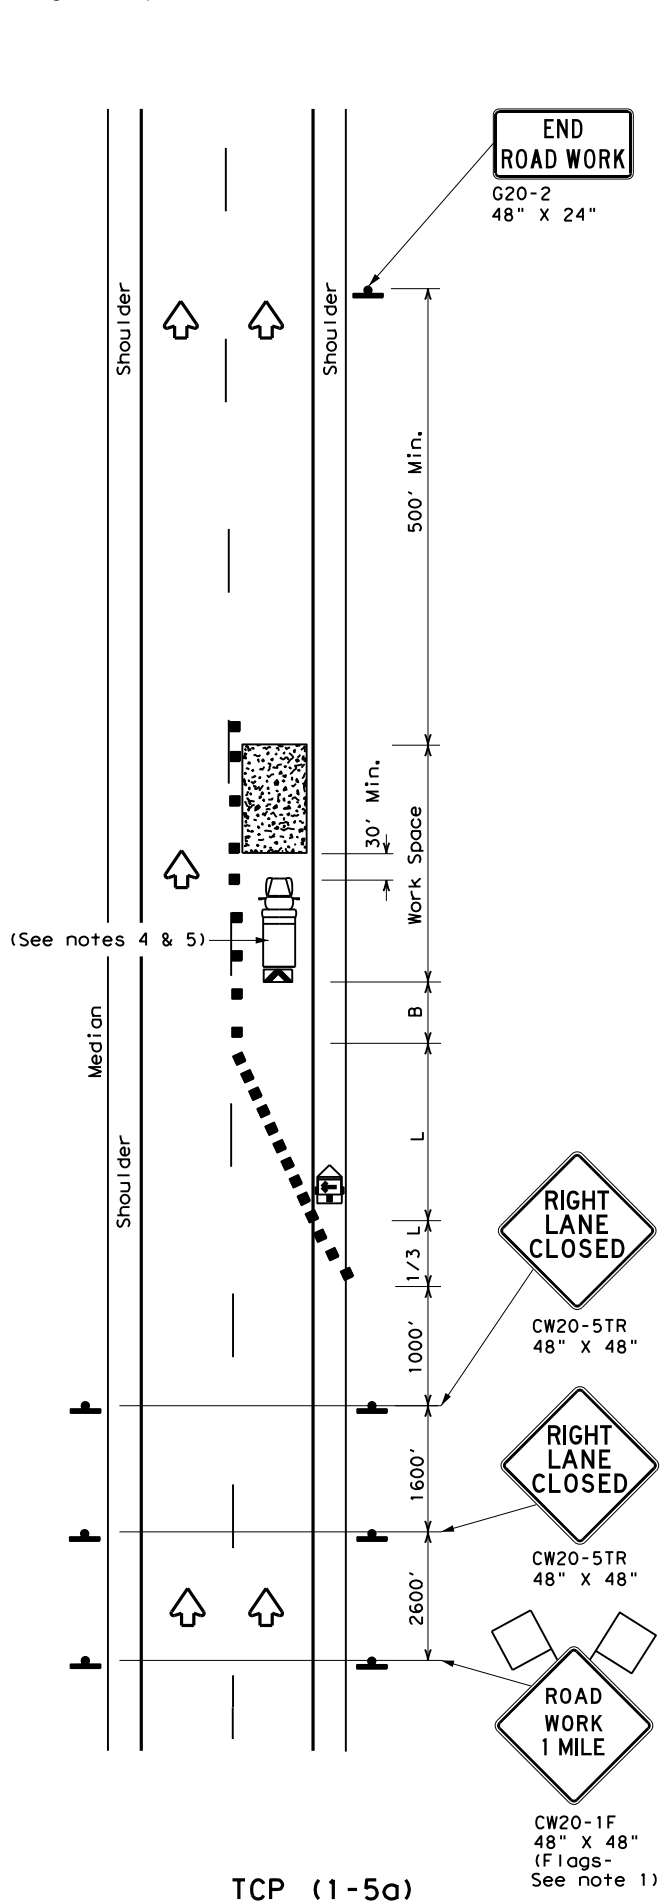 END
ROAD WORK
G20-2
48" X 24"
Shoulder
Shoulder
500' Min.
30' Min.
Work Space
(See notes 4 & 5)
B
Median
L
Shoulder
RIGHT
LANE
CLOSED
1/3 L
CW20-5TR
48" X 48"
1000'
RIGHT
LANE
CLOSED
1600'
CW20-5TR
48" X 48"
2600'
ROAD
WORK
1 MILE
CW20-1F
48" X 48"
(Flags-
See note 1)
TCP (1-5a)